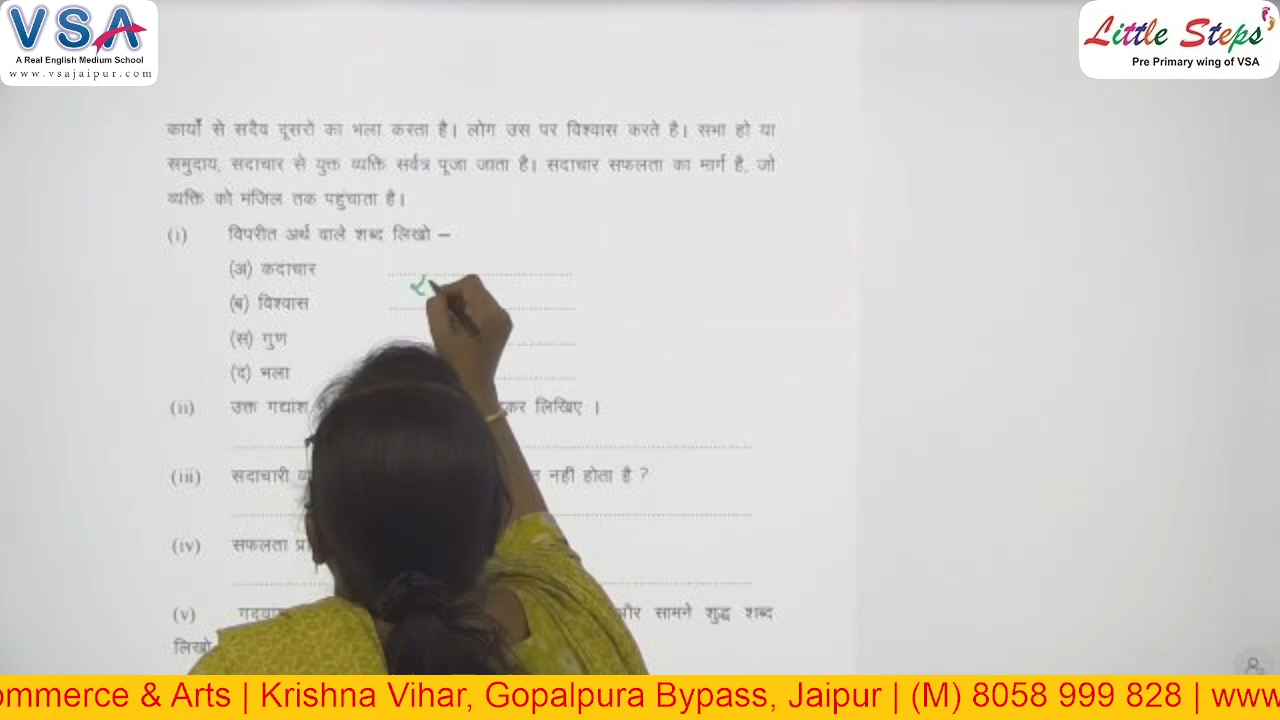 VSA
A Real English Medium School
www.vsajaipur.com
Little Steps
Pre Primary wing of VSA
कार्यों से सदैव दूसरों का भला करता है। लोग उस पर विश्वास करते है। सभा हो या
समुदाय, सदाचार से युक्त व्यक्ति सर्वत्र पूजा जाता है। सदाचार सफलता का मार्ग है, जो
व्यक्ति को मंजिल तक पहुंचाता है।
(i) विपरीत अर्थ वाले शब्द लिखो –
(अ) कदाचार
(ब) विश्वास
(स) गुण
(द) भला
(ii) उक्त गद्यांश लिखिए ।
(iii) सदाचारी नही होता है ?
(iv) सफलता
(v) और सामने शुद्ध शब्द
लिखो
ommerce & Arts | Krishna Vihar, Gopalpura Bypass, Jaipur | (M) 8058 999 828 | www